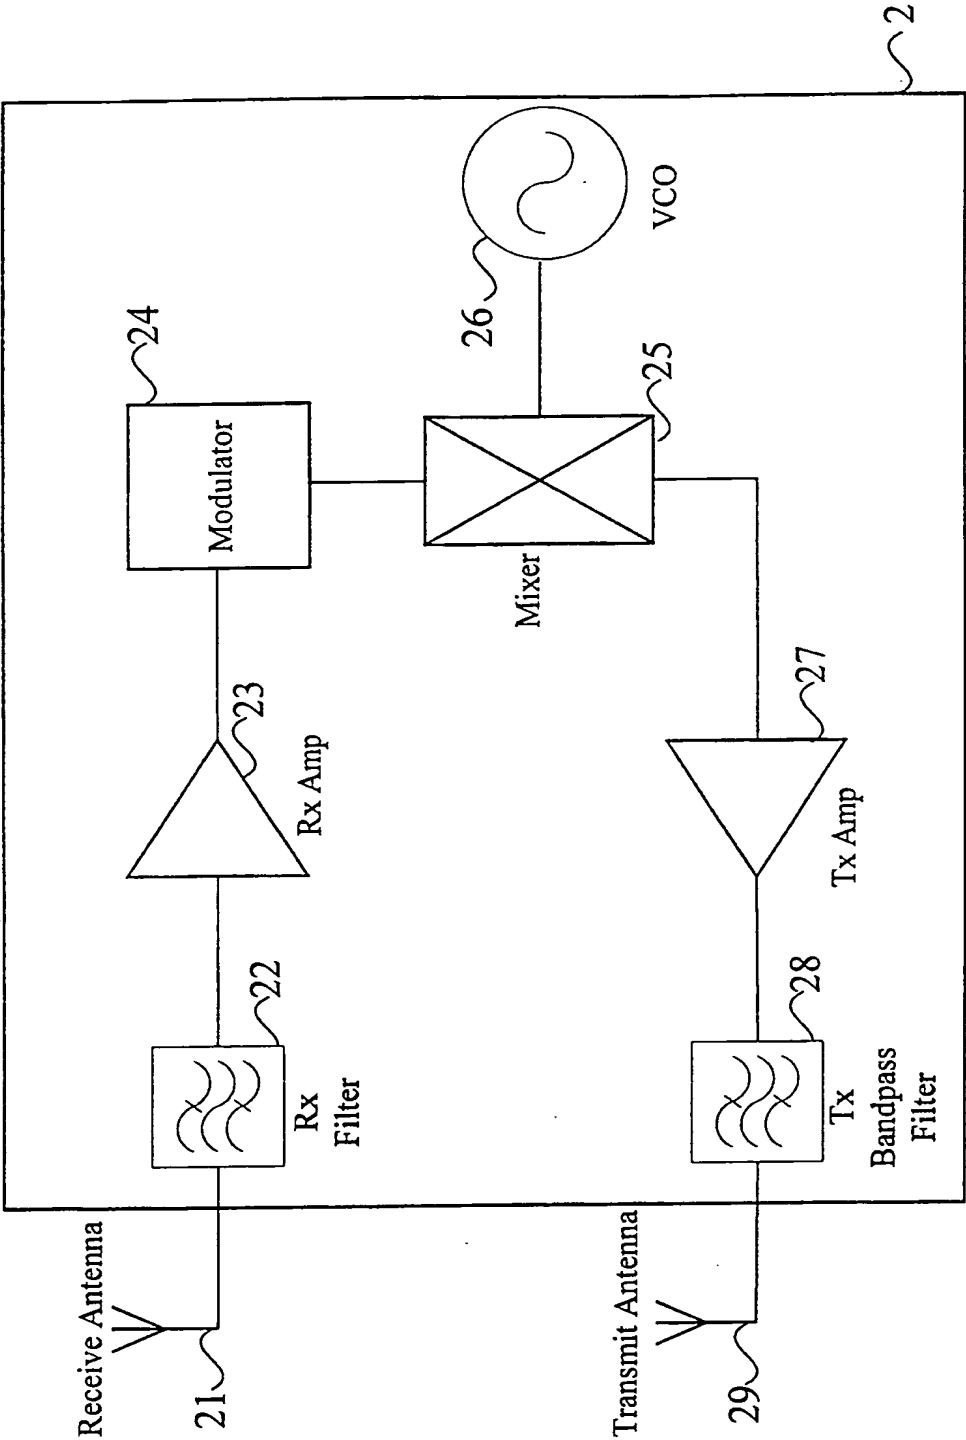 2
24
Modulator
26
VCO
25
Mixer
23
Rx Amp
27
Tx Amp
22
Rx
Filter
28
Tx
Bandpass
Filter
Receive Antenna
21
Transmit Antenna
29